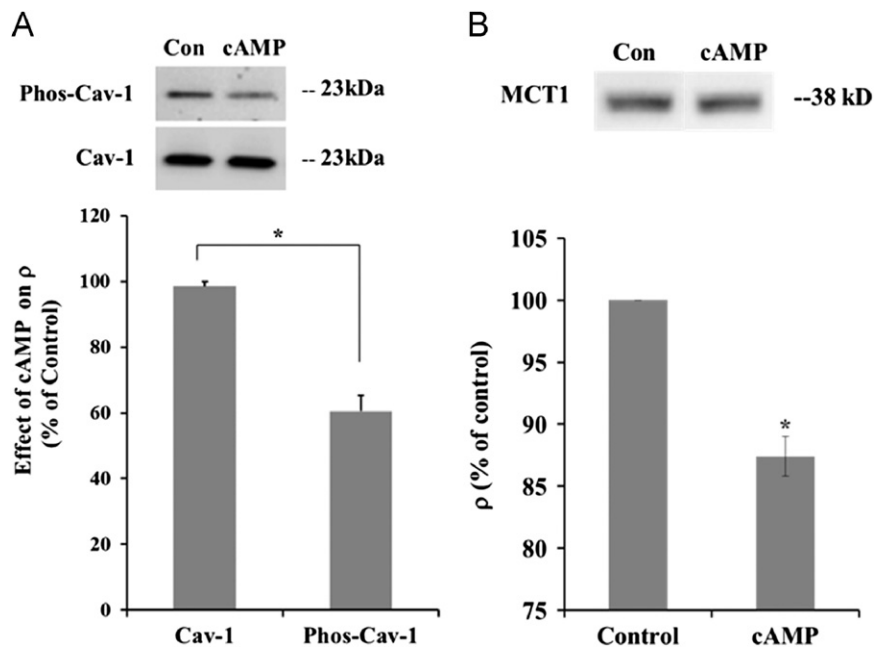 A
Con cAMP
Phos-Cav-1 -- 23kDa
Cav-1 -- 23kDa
Effect of cAMP on ρ
(% of Control)
120
100
80
60
40
20
0
*
Cav-1 Phos-Cav-1
B
Con cAMP
MCT1 --38 kD
ρ (% of control)
105
100
95
90
85
80
75
*
Control cAMP